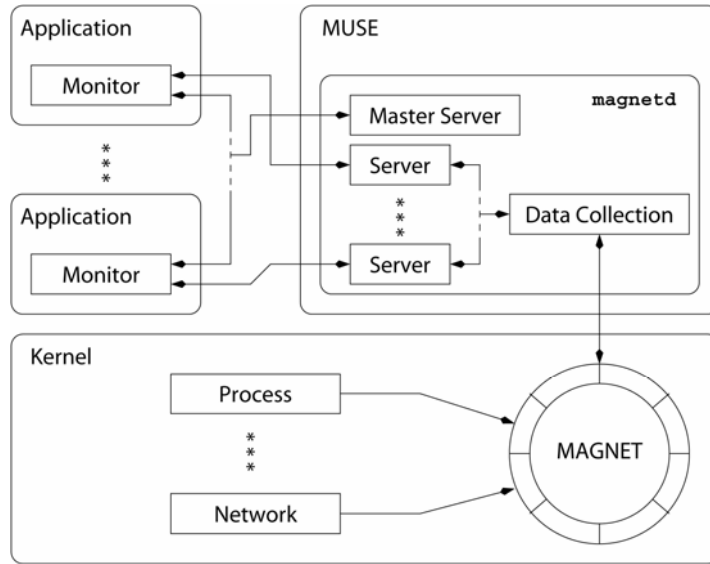 Application
Monitor
***
Application
Monitor
MUSE
magnetd
Master Server
Server
***
Server
Data Collection
Kernel
Process
***
Network
MAGNET